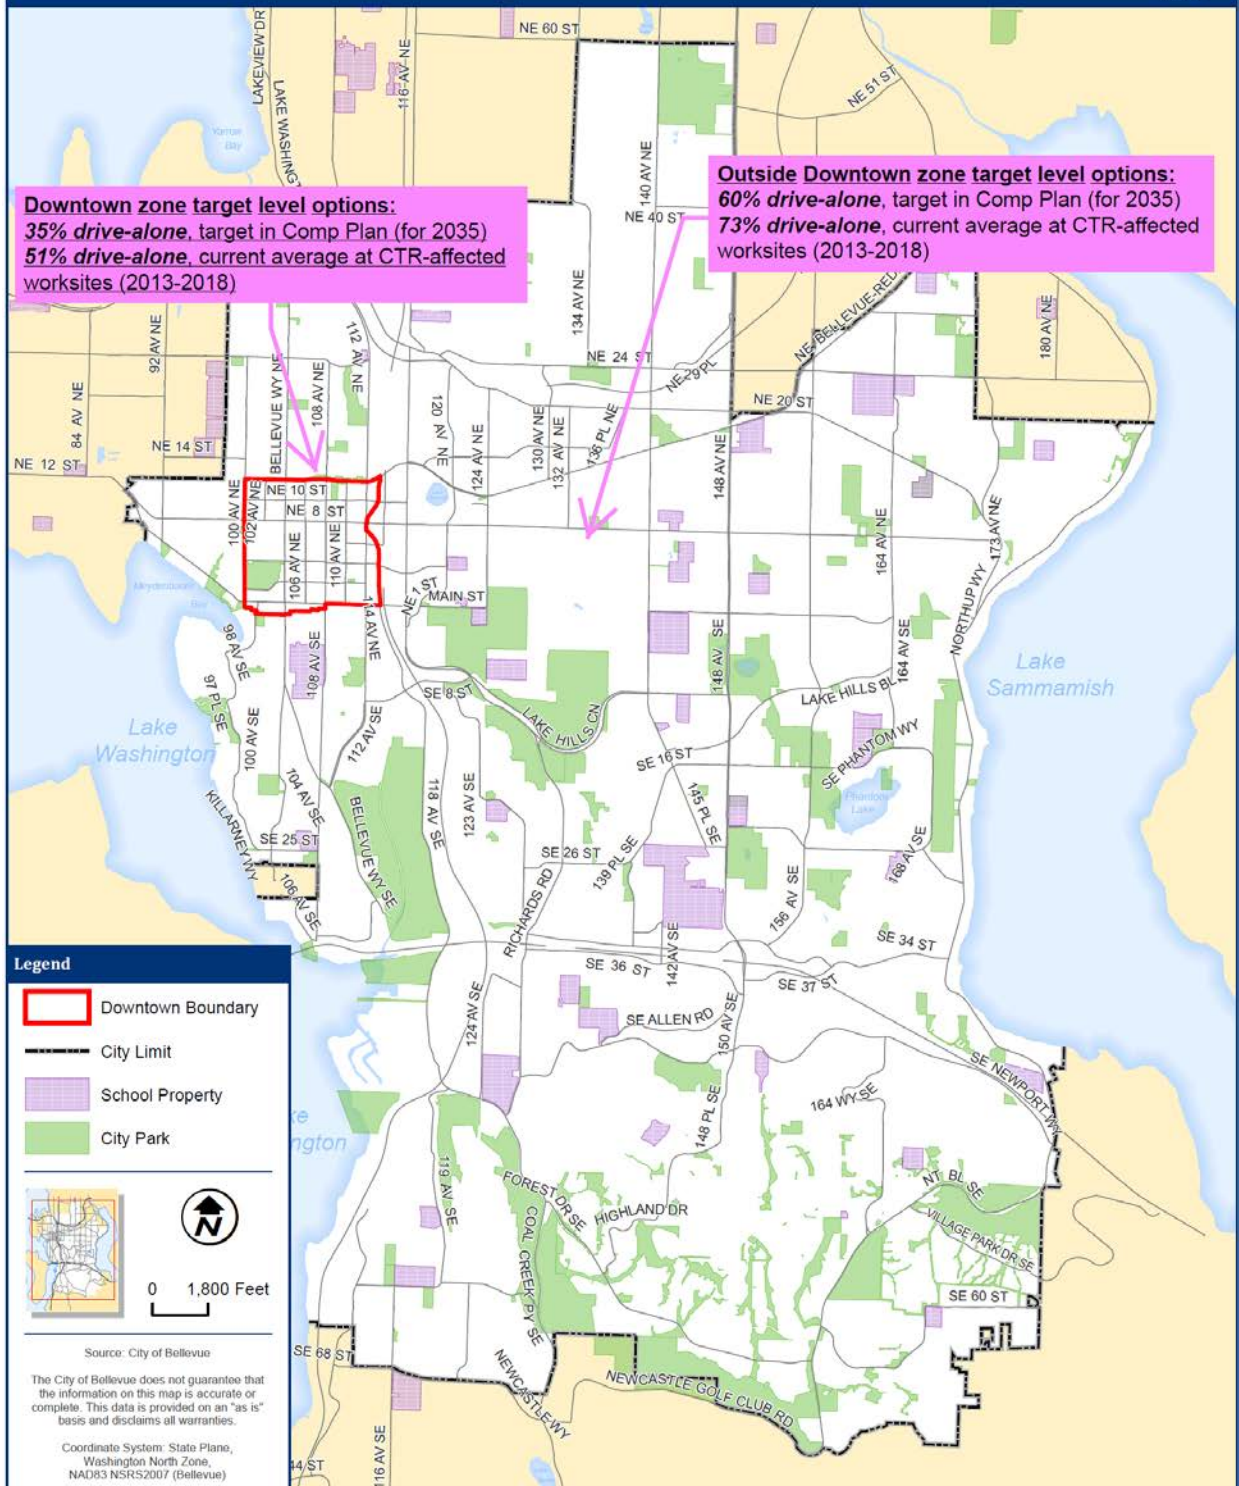 NE 60 ST
LAKEVIEW DR
LAKE WASHING
116 AV NE
NE 51 ST
Yarrow
Bay
140 AV NE
Downtown zone target level options:
35% drive-alone, target in Comp Plan (for 2035)
51% drive-alone, current average at CTR-affected
worksites (2013-2018)
Outside Downtown zone target level options:
60% drive-alone, target in Comp Plan (for 2035)
73% drive-alone, current average at CTR-affected
worksites (2013-2018)
NE 40 ST
134 AV NE
NE BELLEVUE-RED
180 AV NE
92 AV NE
112 AV NE
NE 24 ST
NE 29 PL
84 AV NE
BELLEVUE WY NE
108 AV NE
120 AV NE
NE 20 ST
130 AV NE
132 AV NE
136 PL NE
124 AV NE
148 AV NE
NE 14 ST
NE 12 ST
100 AV NE
102 AV NE
NE 10 ST
NE 8 ST
106 AV NE
110 AV NE
164 AV NE
173 AV NE
Meydenbauer
Bay
NE 1 ST
MAIN ST
114 AV NE
NORTHUP WY
98 AV SE
108 AV SE
148 AV SE
164 AV SE
Lake
Sammamish
97 PL SE
SE 8 ST
LAKE HILLS CN
LAKE HILLS BL
Lake
Washington
100 AV SE
112 AV SE
SE 16 ST
SE PHANTOM WY
Phantom
Lake
KILLARNEY WY
104 AV SE
BELLEVUE WY SE
118 AV SE
123 AV SE
145 PL SE
SE 25 ST
SE 26 ST
139 PL SE
168 AV SE
106 AV SE
RICHARDS RD
156 AV SE
SE 34 ST
142 AV SE
SE 36 ST
SE 37 ST
124 AV SE
SE ALLEN RD
150 AV SE
SE NEWPORT WY
164 WY SE
148 PL SE
ke
ngton
119 AV SE
FOREST DR SE
HIGHLAND DR
COAL CREEK PY SE
NT BL SE
VILLAGE PARK DR SE
SE 60 ST
SE 68 ST
NEWCASTLE WY
NEWCASTLE GOLF CLUB RD
44 ST
116 AV SE
Legend
Downtown Boundary
City Limit
School Property
City Park
N
0 1,800 Feet
Source: City of Bellevue
The City of Bellevue does not guarantee that
the information on this map is accurate or
complete. This data is provided on an "as is"
basis and disclaims all warranties.
Coordinate System: State Plane,
Washington North Zone,
NAD83 NSRS2007 (Bellevue)